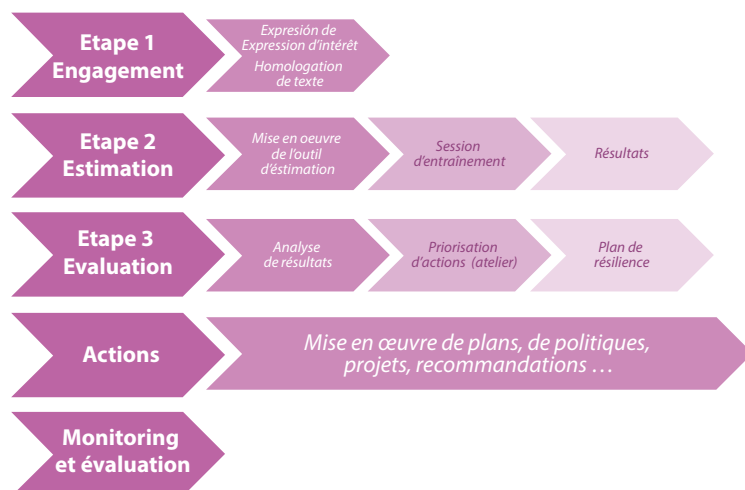 Etape 1
Engagement
Expresión de
Expression d'intérêt
Homologation
de texte
Etape 2
Estimation
Mise en oeuvre
de l'outil
d'éstimation
Session
d'entraînement
Résultats
Etape 3
Evaluation
Analyse
de résultats
Priorisation
d'actions (atelier)
Plan de
résilience
Actions
Mise en œuvre de plans, de politiques,
projets, recommandations …
Monitoring
et évaluation